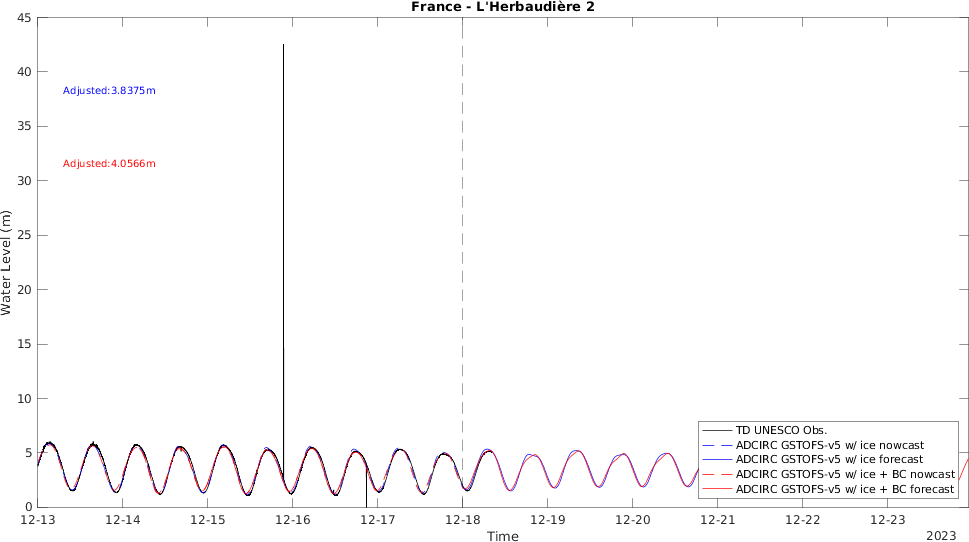 France - L'Herbaudière 2
45
40
35
30
25
20
15
10
5
0
Water Level (m)
Adjusted:3.8375m
Adjusted:4.0566m
TD UNESCO Obs.
ADCIRC GSTOFS-v5 w/ ice nowcast
ADCIRC GSTOFS-v5 w/ ice forecast
ADCIRC GSTOFS-v5 w/ ice + BC nowcast
ADCIRC GSTOFS-v5 w/ ice + BC forecast
12-13 12-14 12-15 12-16 12-17 12-18 12-19 12-20 12-21 12-22 12-23
Time
2023